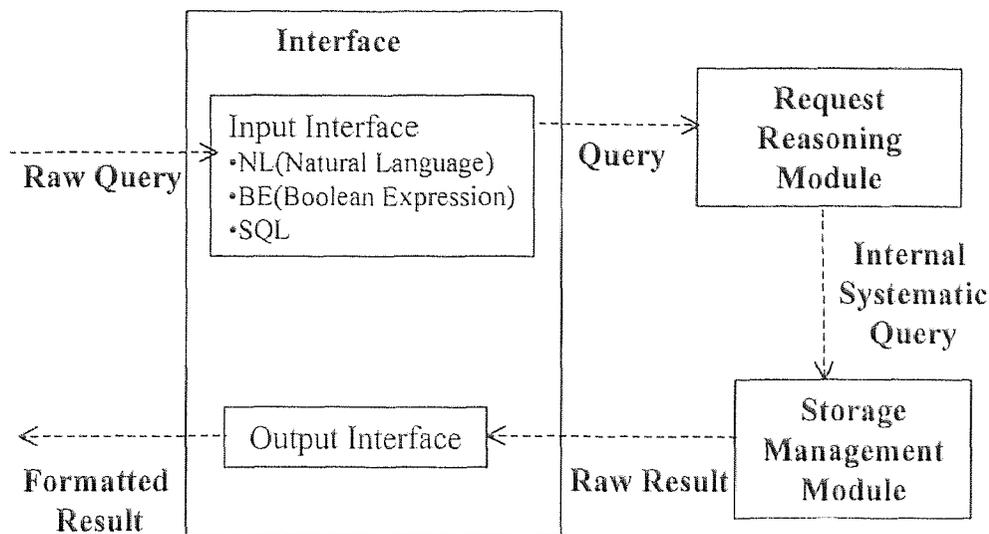 Interface
Input Interface
•NL(Natural Language)
•BE(Boolean Expression)
•SQL
Raw Query
Query
Request
Reasoning
Module
Internal
Systematic
Query
Storage
Management
Module
Raw Result
Output Interface
Formatted
Result